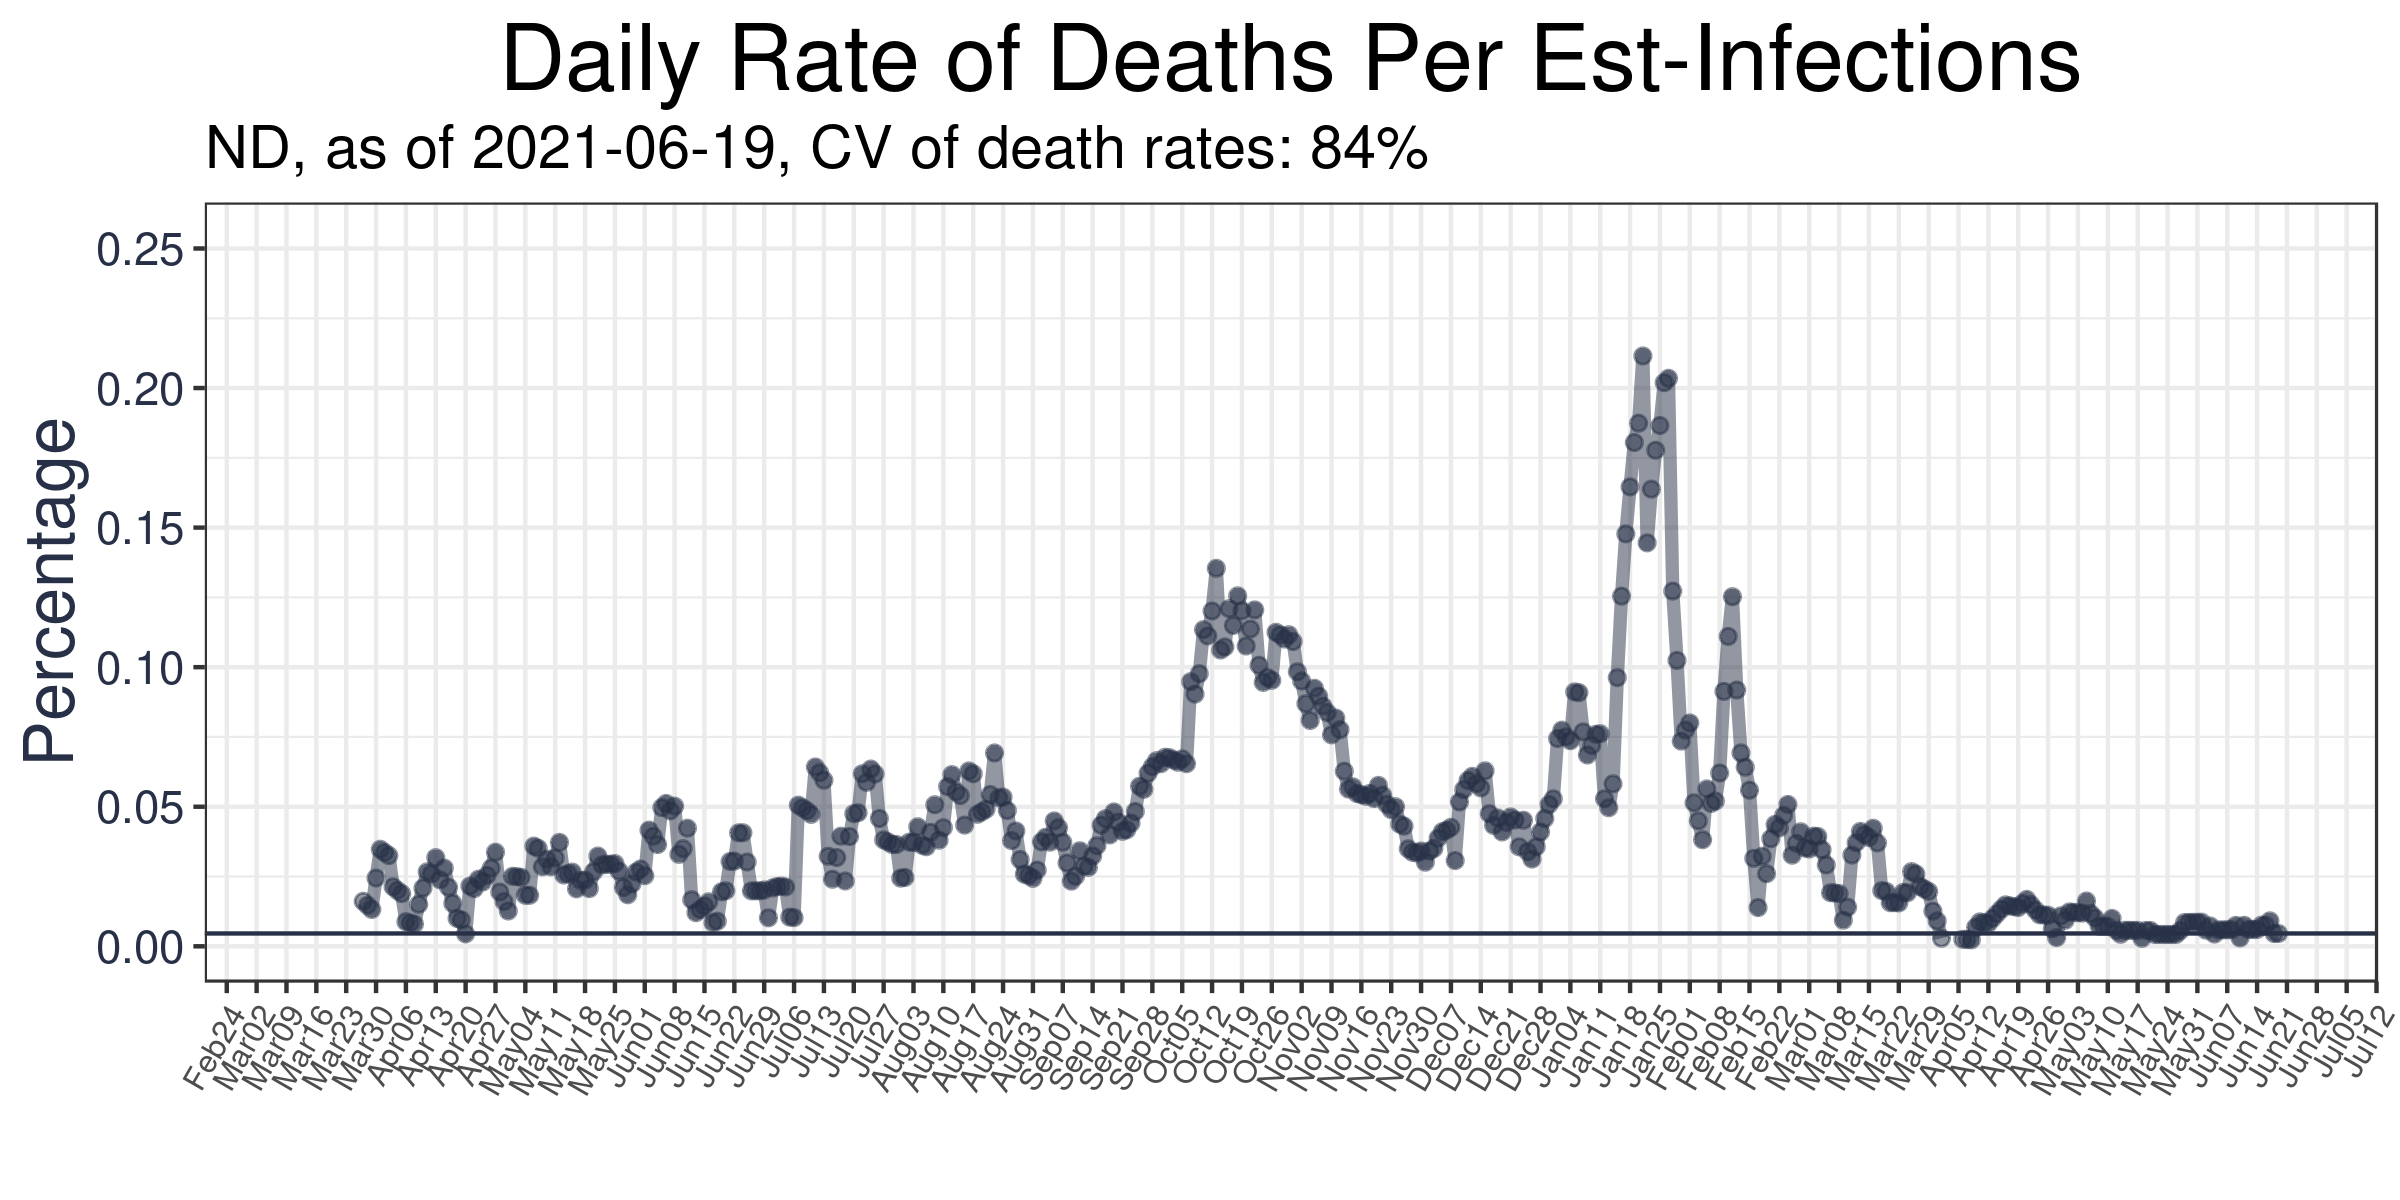 Daily Rate of Deaths Per Est-Infections
ND, as of 2021-06-19, CV of death rates: 84%
Percentage
0.25
0.20
0.15
0.10
0.05
0.00
Feb24
Mar02
Mar09
Mar16
Mar23
Mar30
Apr06
Apr13
Apr20
Apr27
May04
May11
May18
May25
Jun01
Jun08
Jun15
Jun22
Jun29
Jul06
Jul13
Jul20
Jul27
Aug03
Aug10
Aug17
Aug24
Aug31
Sep07
Sep14
Sep21
Sep28
Oct05
Oct12
Oct19
Oct26
Nov02
Nov09
Nov16
Nov23
Nov30
Dec07
Dec14
Dec21
Dec28
Jan04
Jan11
Jan18
Jan25
Feb01
Feb08
Feb15
Feb22
Mar01
Mar08
Mar15
Mar22
Mar29
Apr05
Apr12
Apr19
Apr26
May03
May10
May17
May24
May31
Jun07
Jun14
Jun21
Jun28
Jul05
Jul12